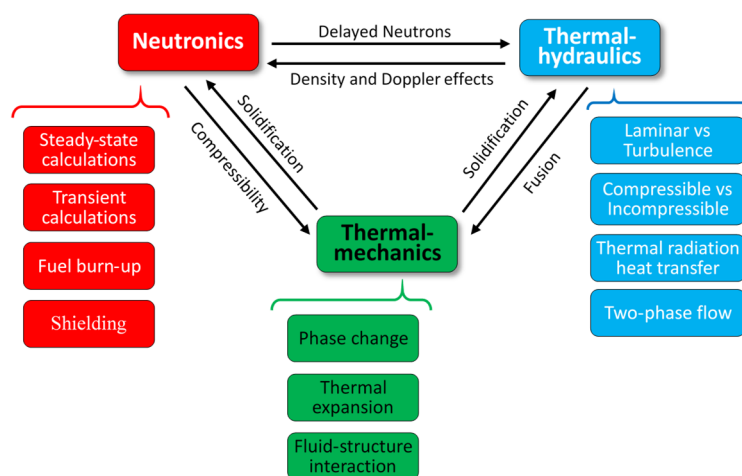 Neutronics
Delayed Neutrons
Density and Doppler effects
Thermal-
hydraulics
Solidification
Compressibility
Solidification
Fusion
Thermal-
mechanics
Steady-state
calculations
Transient
calculations
Fuel burn-up
Shielding
Phase change
Thermal
expansion
Fluid-structure
interaction
Laminar vs
Turbulence
Compressible vs
Incompressible
Thermal radiation
heat transfer
Two-phase flow